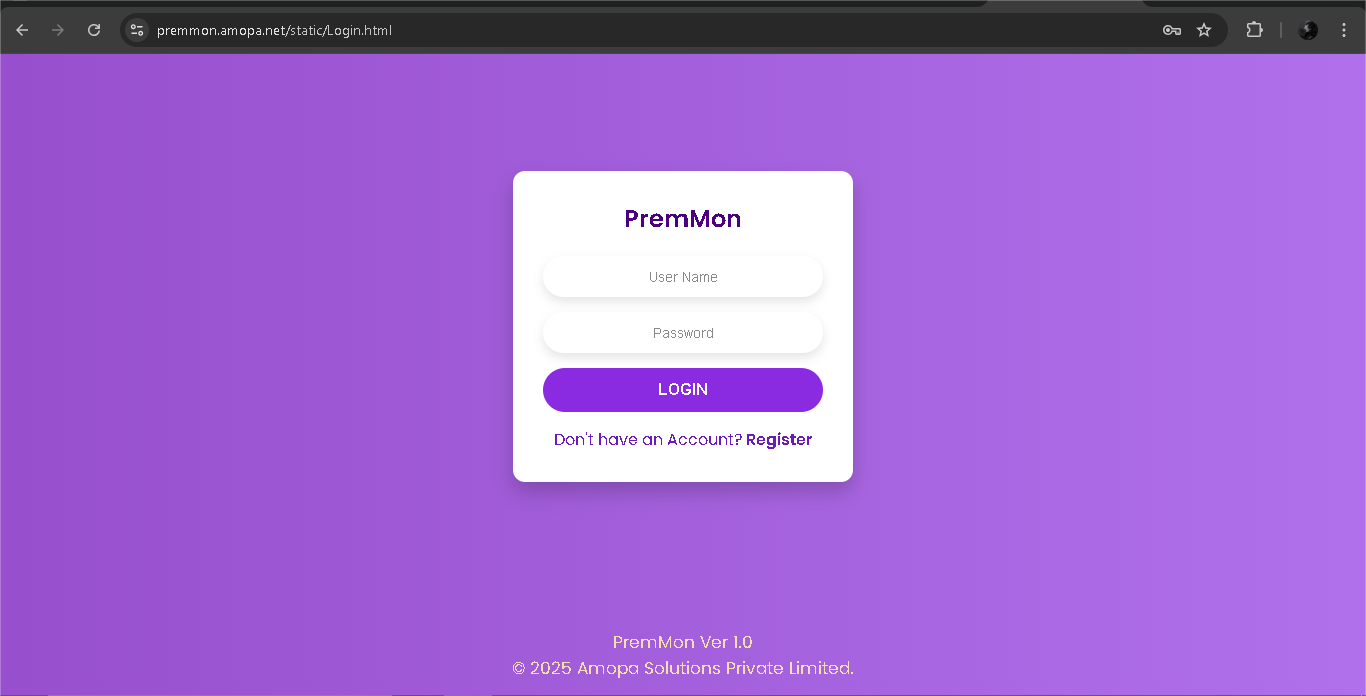 premmon.amopa.net/static/Login.html
PremMon
User Name
Password
LOGIN
Don't have an Account? Register
PremMon Ver 1.0
© 2025 Amopa Solutions Private Limited.